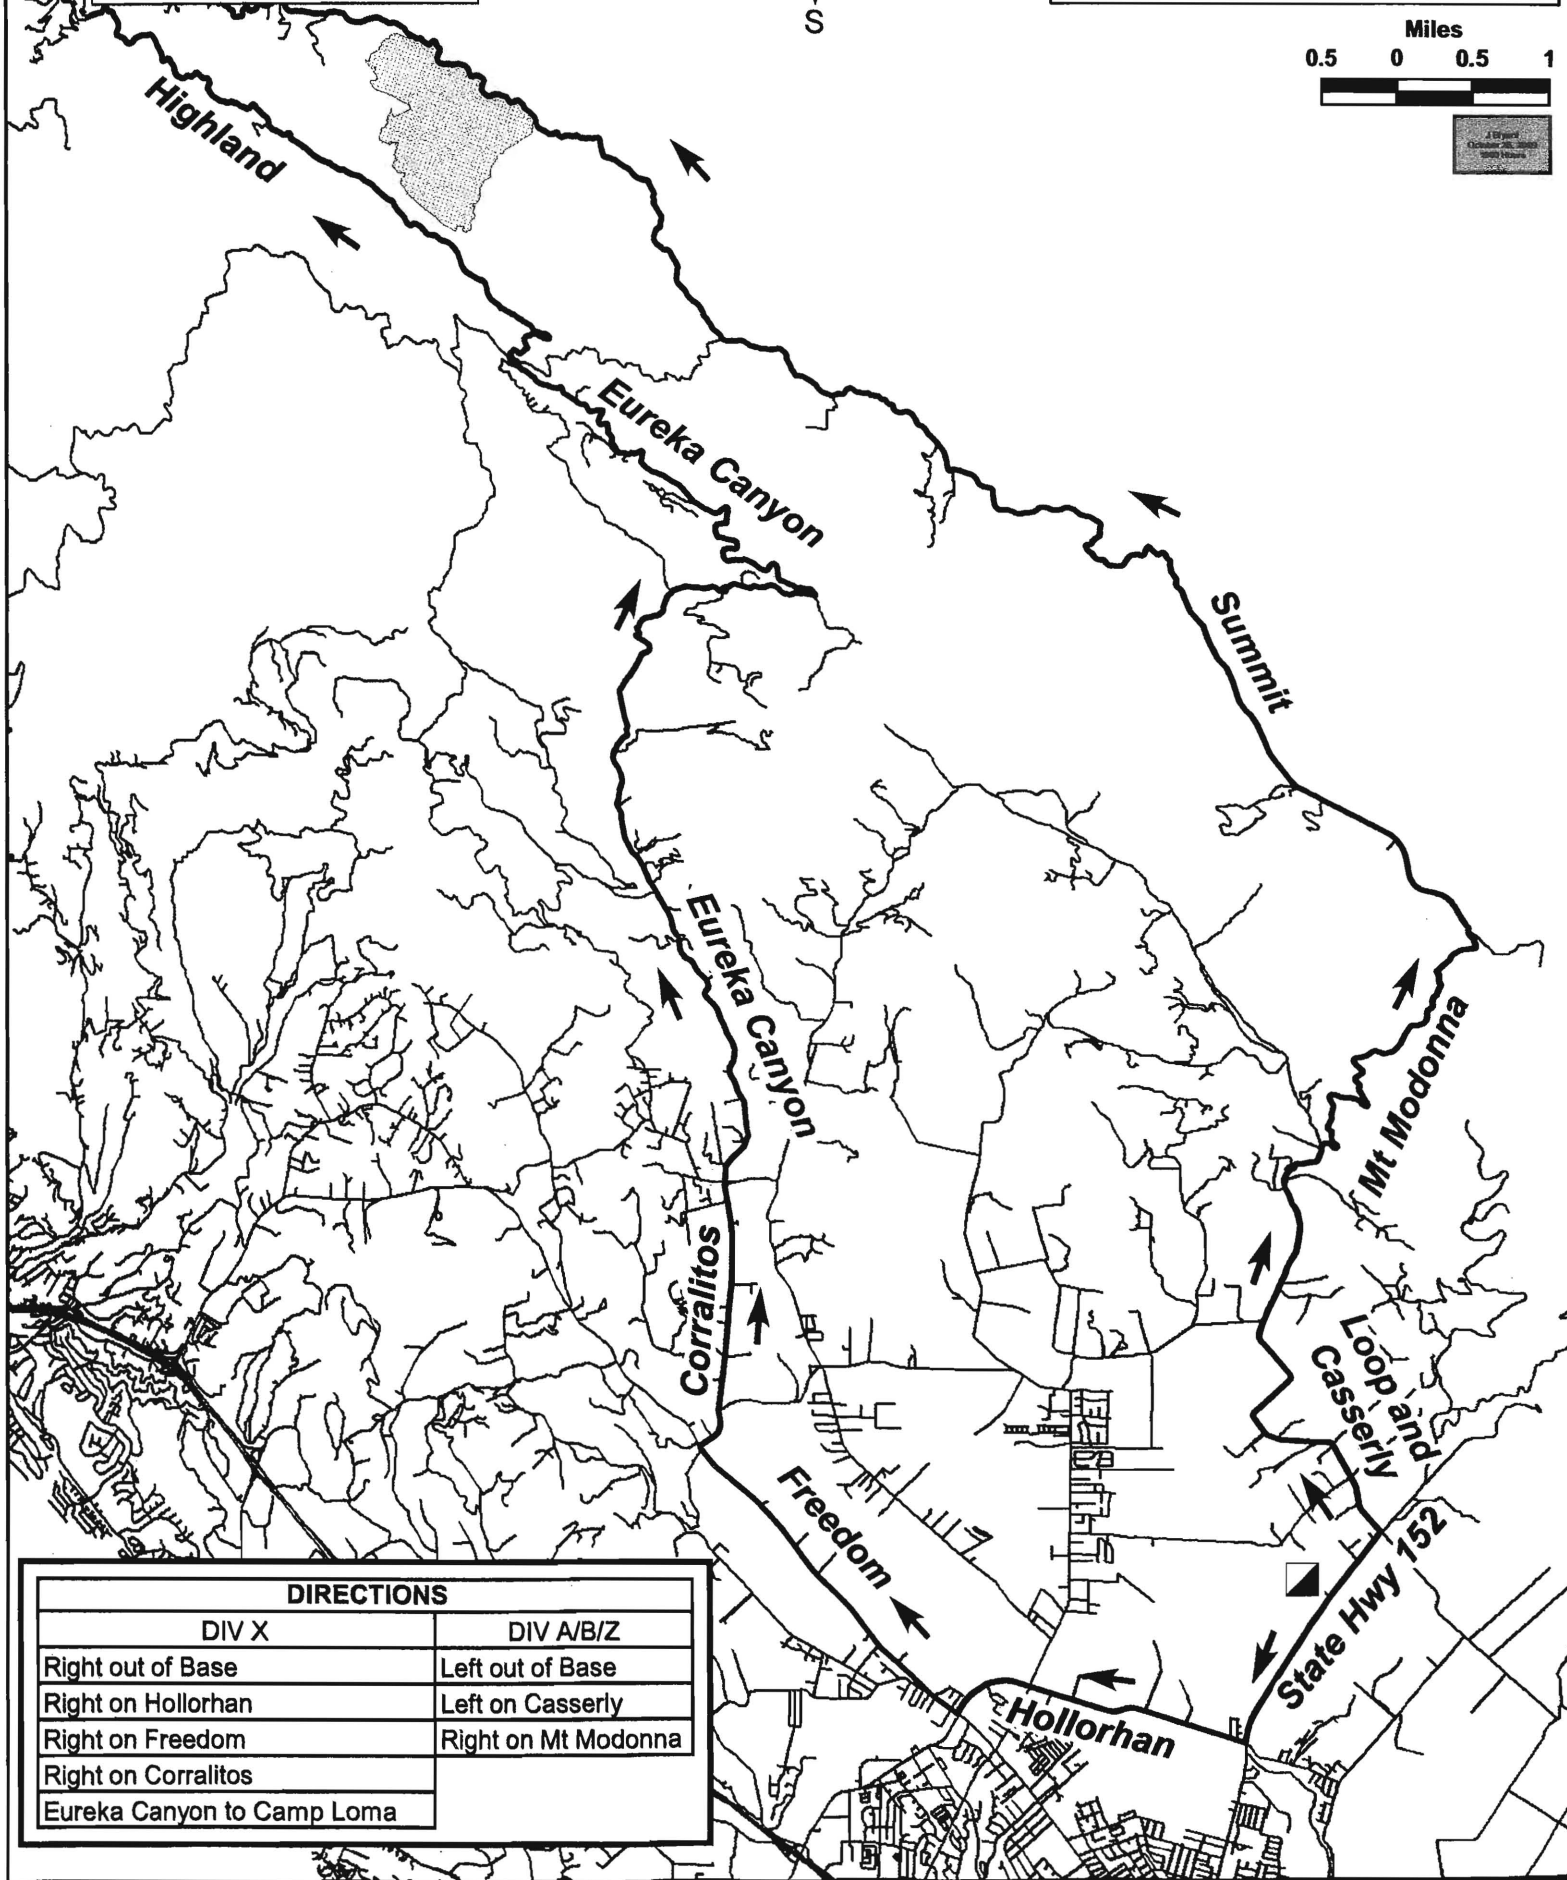 S
Miles
0.5 0 0.5 1
Highland
Eureka Canyon
Summit
Eureka Canyon
Mt Modonna
Corralitos
Loop and
Casserly
Freedom
State Hwy 152
Hollorhan
DIRECTIONS
DIV X DIV A/B/Z
Right out of Base Left out of Base
Right on Hollorhan Left on Casserly
Right on Freedom Right on Mt Modonna
Right on Corralitos
Eureka Canyon to Camp Loma